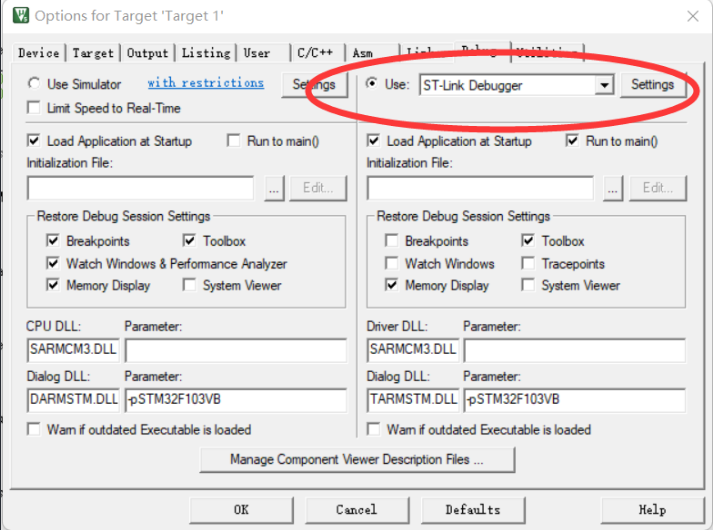 Options for Target 'Target 1'
Device Target Output Listing User C/C++ Asm Debug Utilities
Use Simulator with restrictions Settings Use: ST-Link Debugger Settings
Limit Speed to Real-Time
Load Application at Startup Run to main() Load Application at Startup Run to main()
Initialization File: Initialization File:
... Edit... ... Edit...
Restore Debug Session Settings Restore Debug Session Settings
Breakpoints Toolbox Breakpoints Toolbox
Watch Windows & Performance Analyzer Watch Windows Tracepoints
Memory Display System Viewer Memory Display System Viewer
CPU DLL: Parameter: Driver DLL: Parameter:
SARMCM3.DLL SARMCM3.DLL
Dialog DLL: Parameter: Dialog DLL: Parameter:
DARMSTM.DLL -pSTM32F103VB TARMSTM.DLL -pSTM32F103VB
Warn if outdated Executable is loaded Warn if outdated Executable is loaded
Manage Component Viewer Description Files ...
OK Cancel Defaults Help